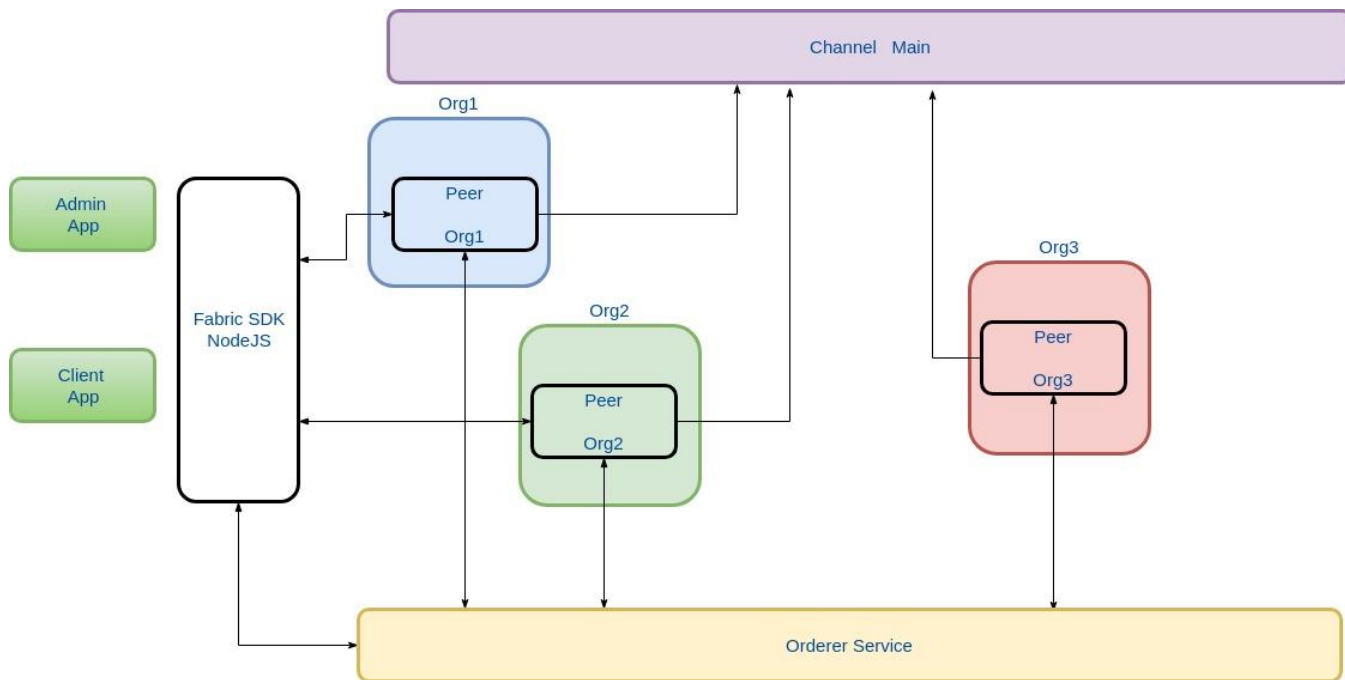 Channel Main
Org1
Peer
Org1
Admin
App
Fabric SDK
NodeJS
Client
App
Org2
Peer
Org2
Org3
Peer
Org3
Orderer Service